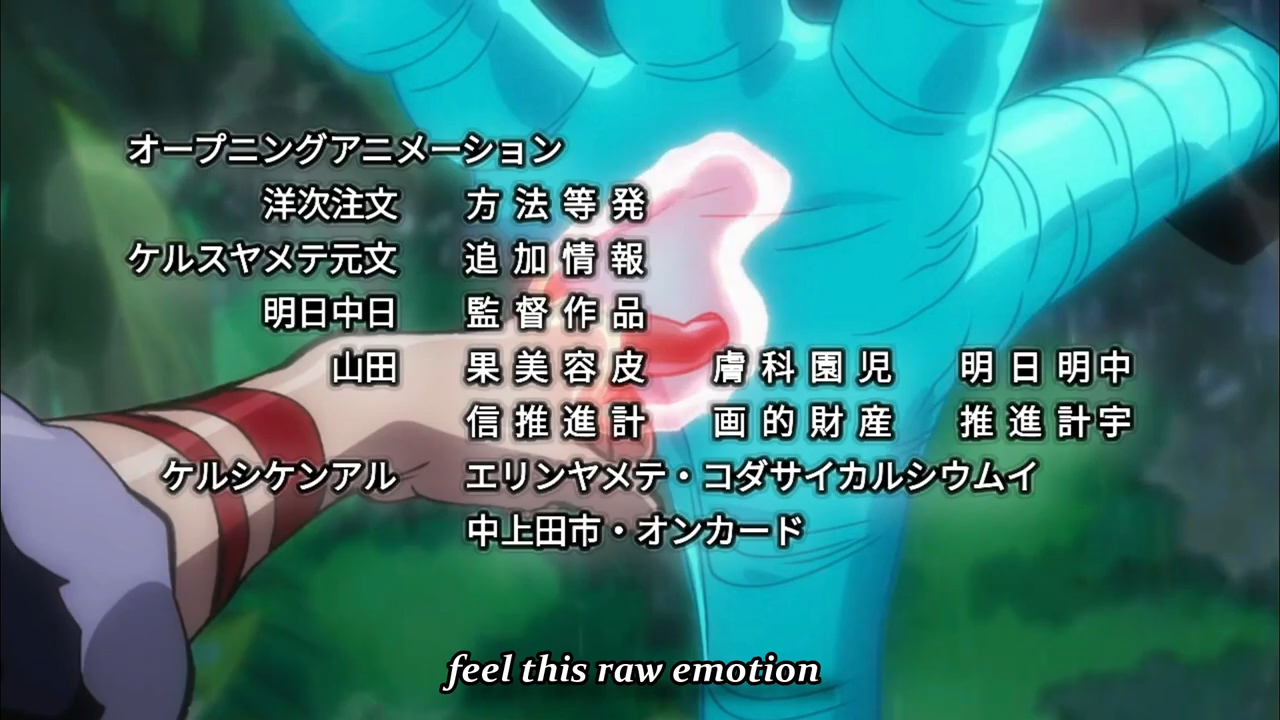 オープニングアニメーション
洋次注文 方法等発
ケルスヤメテ元文 追加情報
明日中日 監督作品
山田 果美容皮 膚科園児 明日明中
信推進計 画的財産 推進計宇
ケルシケンアル エリンヤメテ・コダサイカルシウムイ
中上田市・オンカード
feel this raw emotion